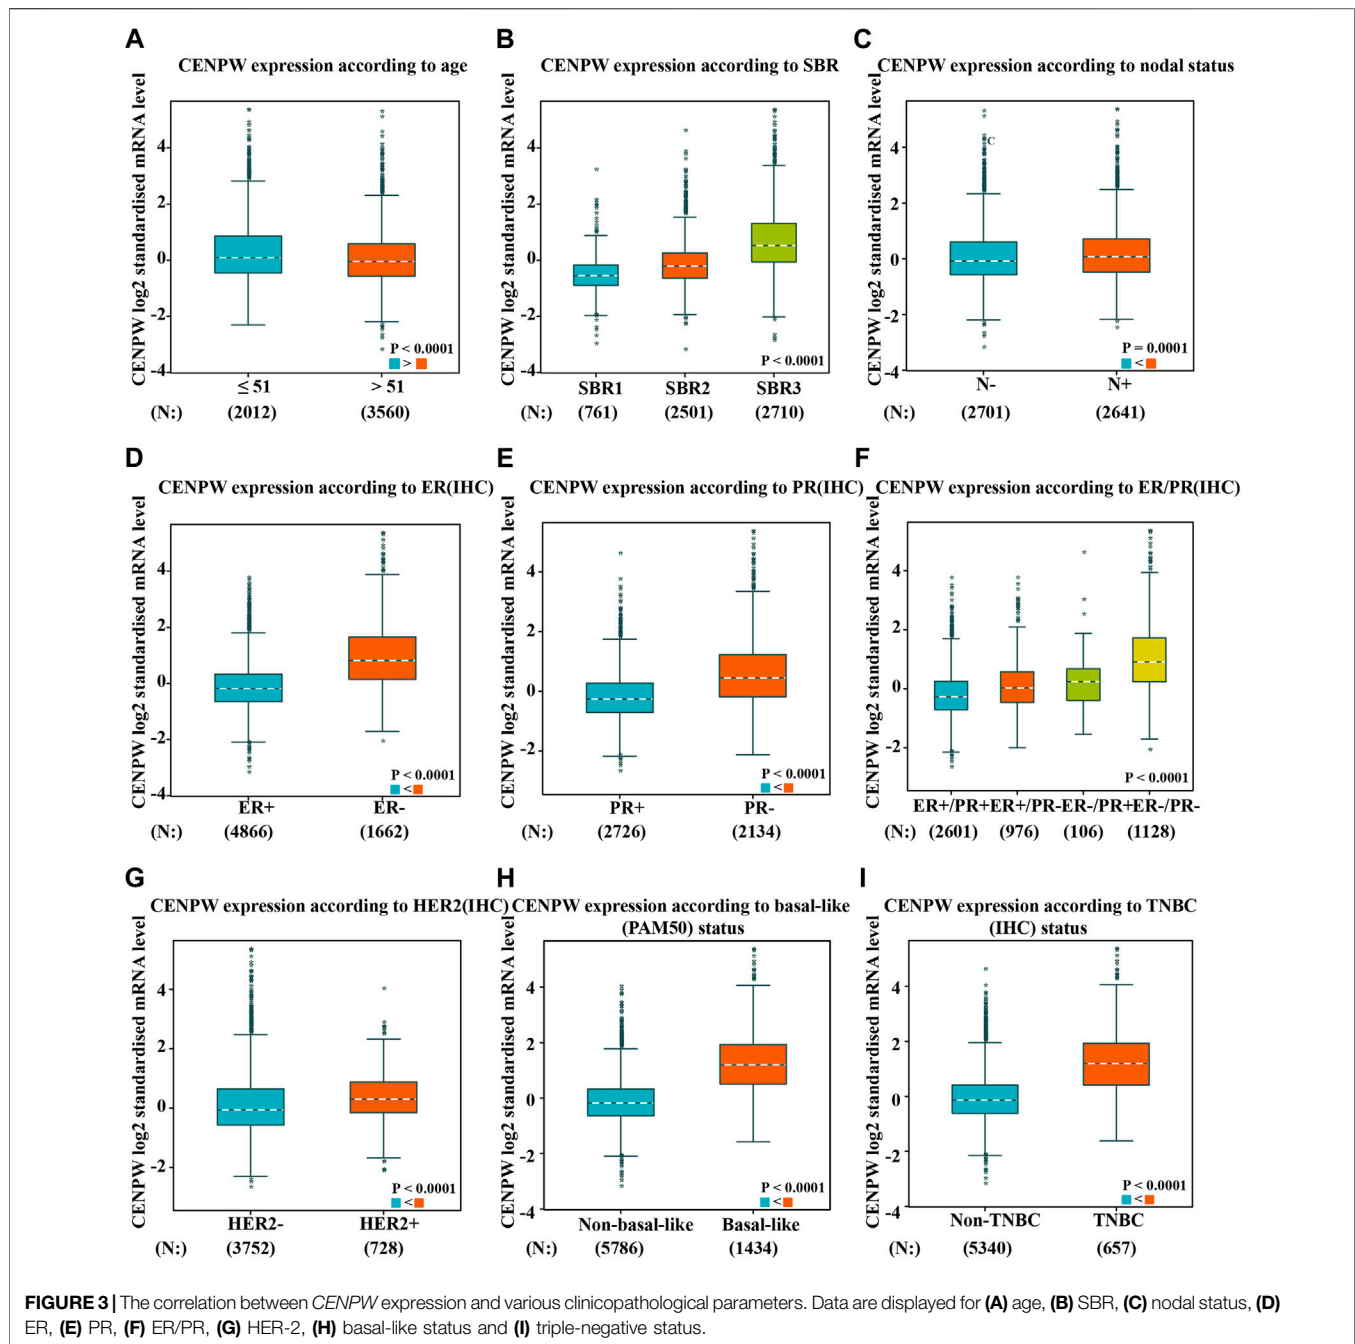 A
CENPW expression according to age
CENPW log2 standardised mRNA level
4
2
0
-2
-4
P < 0.0001
>
≤ 51
> 51
(N:)
(2012)
(3560)
B
CENPW expression according to SBR
CENPW log2 standardised mRNA level
4
2
0
-2
-4
P < 0.0001
SBR1
SBR2
SBR3
(N:)
(761)
(2501)
(2710)
C
CENPW expression according to nodal status
CENPW log2 standardised mRNA level
4
2
0
-2
-4
C
P = 0.0001
<
N-
N+
(N:)
(2701)
(2641)
D
CENPW expression according to ER(IHC)
CENPW log2 standardised mRNA level
4
2
0
-2
-4
P < 0.0001
<
ER+
ER-
(N:)
(4866)
(1662)
E
CENPW expression according to PR(IHC)
CENPW log2 standardised mRNA level
4
2
0
-2
P < 0.0001
<
PR+
PR-
(N:)
(2726)
(2134)
F
CENPW expression according to ER/PR(IHC)
CENPW log2 standardised mRNA level
4
2
0
-2
P < 0.0001
ER+/PR+ER+/PR-ER-/PR+ER-/PR-
(N:)
(2601)
(976)
(106)
(1128)
G
CENPW expression according to HER2(IHC)
CENPW log2 standardised mRNA level
4
2
0
-2
P < 0.0001
<
HER2-
HER2+
(N:)
(3752)
(728)
H
CENPW expression according to basal-like
(PAM50) status
CENPW log2 standardised mRNA level
4
2
0
-2
-4
P < 0.0001
<
Non-basal-like
Basal-like
(N:)
(5786)
(1434)
I
CENPW expression according to TNBC
(IHC) status
CENPW log2 standardised mRNA level
4
2
0
-2
-4
P < 0.0001
<
Non-TNBC
TNBC
(N:)
(5340)
(657)
FIGURE 3 | The correlation between CENPW expression and various clinicopathological parameters. Data are displayed for (A) age, (B) SBR, (C) nodal status, (D)
ER, (E) PR, (F) ER/PR, (G) HER-2, (H) basal-like status and (I) triple-negative status.